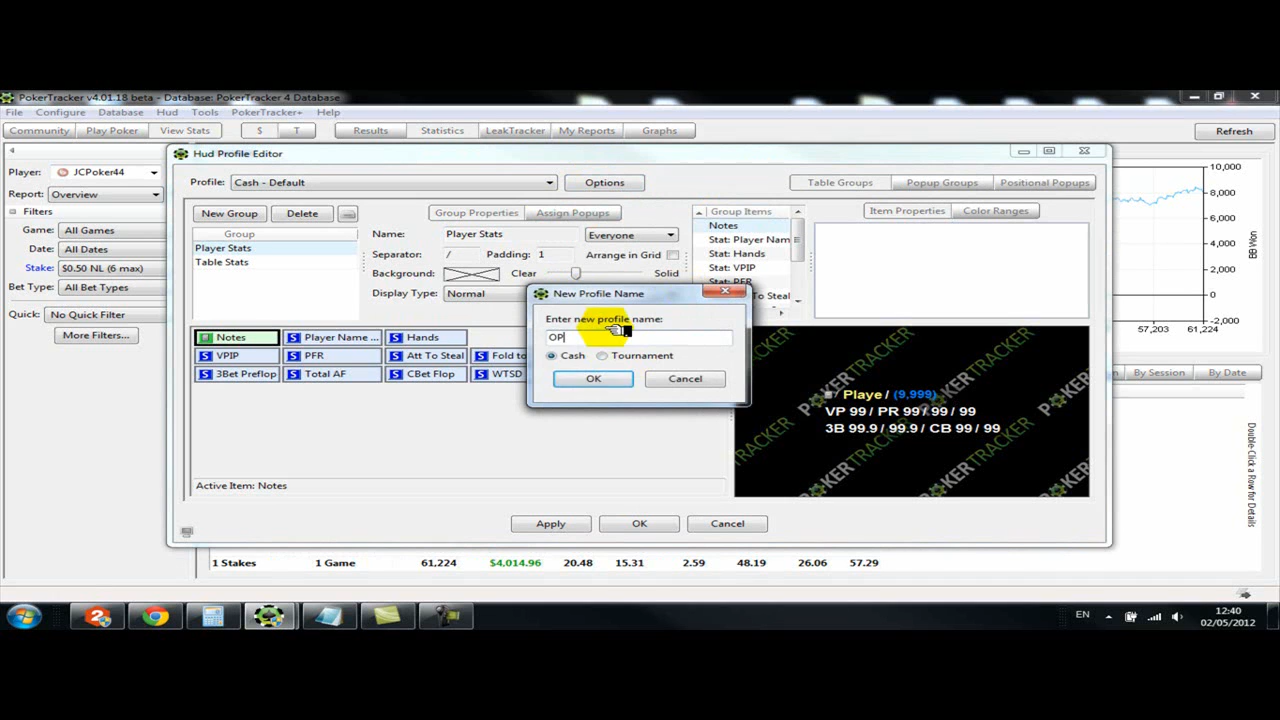 PokerTracker v4.01.18 beta - Database: PokerTracker 4 Database
File Configure Database Hud Tools PokerTracker+ Help
Community Play Poker View Stats $ T Results Statistics LeakTracker My Reports Graphs Refresh
Hud Profile Editor
Player: JCPoker44
Profile: Cash - Default Options Table Groups Popup Groups Positional Popups
Report: Overview
Filters
Game: All Games
Date: All Dates
Stake: $0.50 NL (6 max)
Bet Type: All Bet Types
Quick: No Quick Filter
More Filters...
New Group Delete Group Properties Assign Popups Group Items Item Properties Color Ranges
Group
Player Stats
Table Stats
Name: Player Stats Everyone
Separator: / Padding: 1 Arrange in Grid
Background: Clear Solid
Display Type: Normal
Notes
Stat: Player Nam
Stat: Hands
Stat: VPIP
Stat: PFR
To Steal
10,000
8,000
6,000
4,000
2,000
0
-2,000
57,203 61,224
New Profile Name
Enter new profile name:
OP
Cash Tournament
OK Cancel
Notes Player Name ... Hands
VPIP PFR Att To Steal Fold to
3Bet Preflop Total AF CBet Flop WTSD
Active Item: Notes
Playe / (9,999)
VP 99 / PR 99 / 99 / 99
3B 99.9 / 99.9 / CB 99 / 99
POKERTRACKER
POKERTRACKER
By Session By Date
Double-Click a Row for Details
Apply OK Cancel
1 Stakes 1 Game 61,224 $4,014.96 20.48 15.31 2.59 48.19 26.06 57.29
EN 12:40
02/05/2012